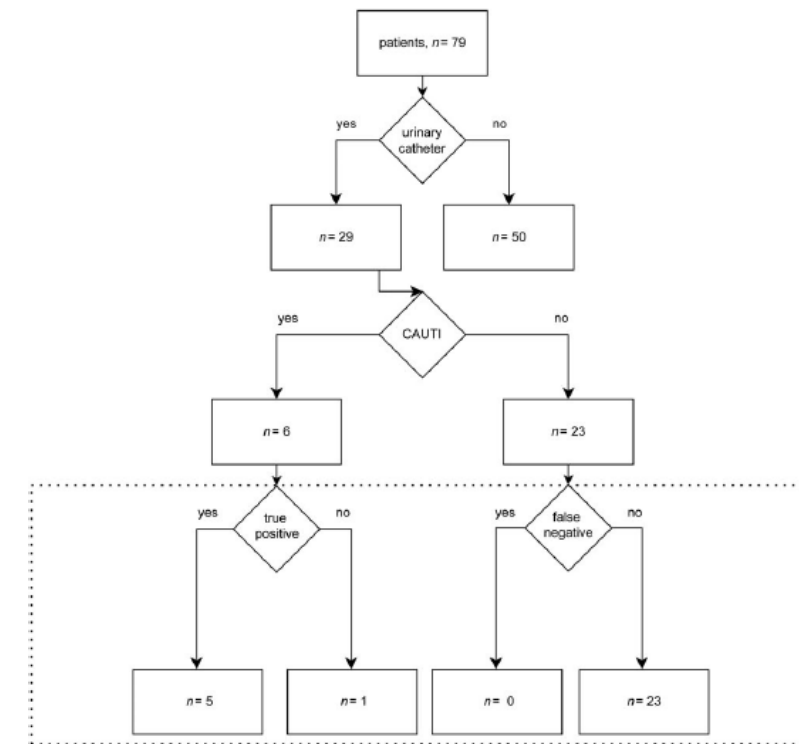 patients, n= 79
yes
no
urinary
catheter
n= 29
n= 50
yes
no
CAUTI
n= 6
n= 23
yes
no
yes
no
true
positive
false
negative
n= 5
n= 1
n= 0
n= 23